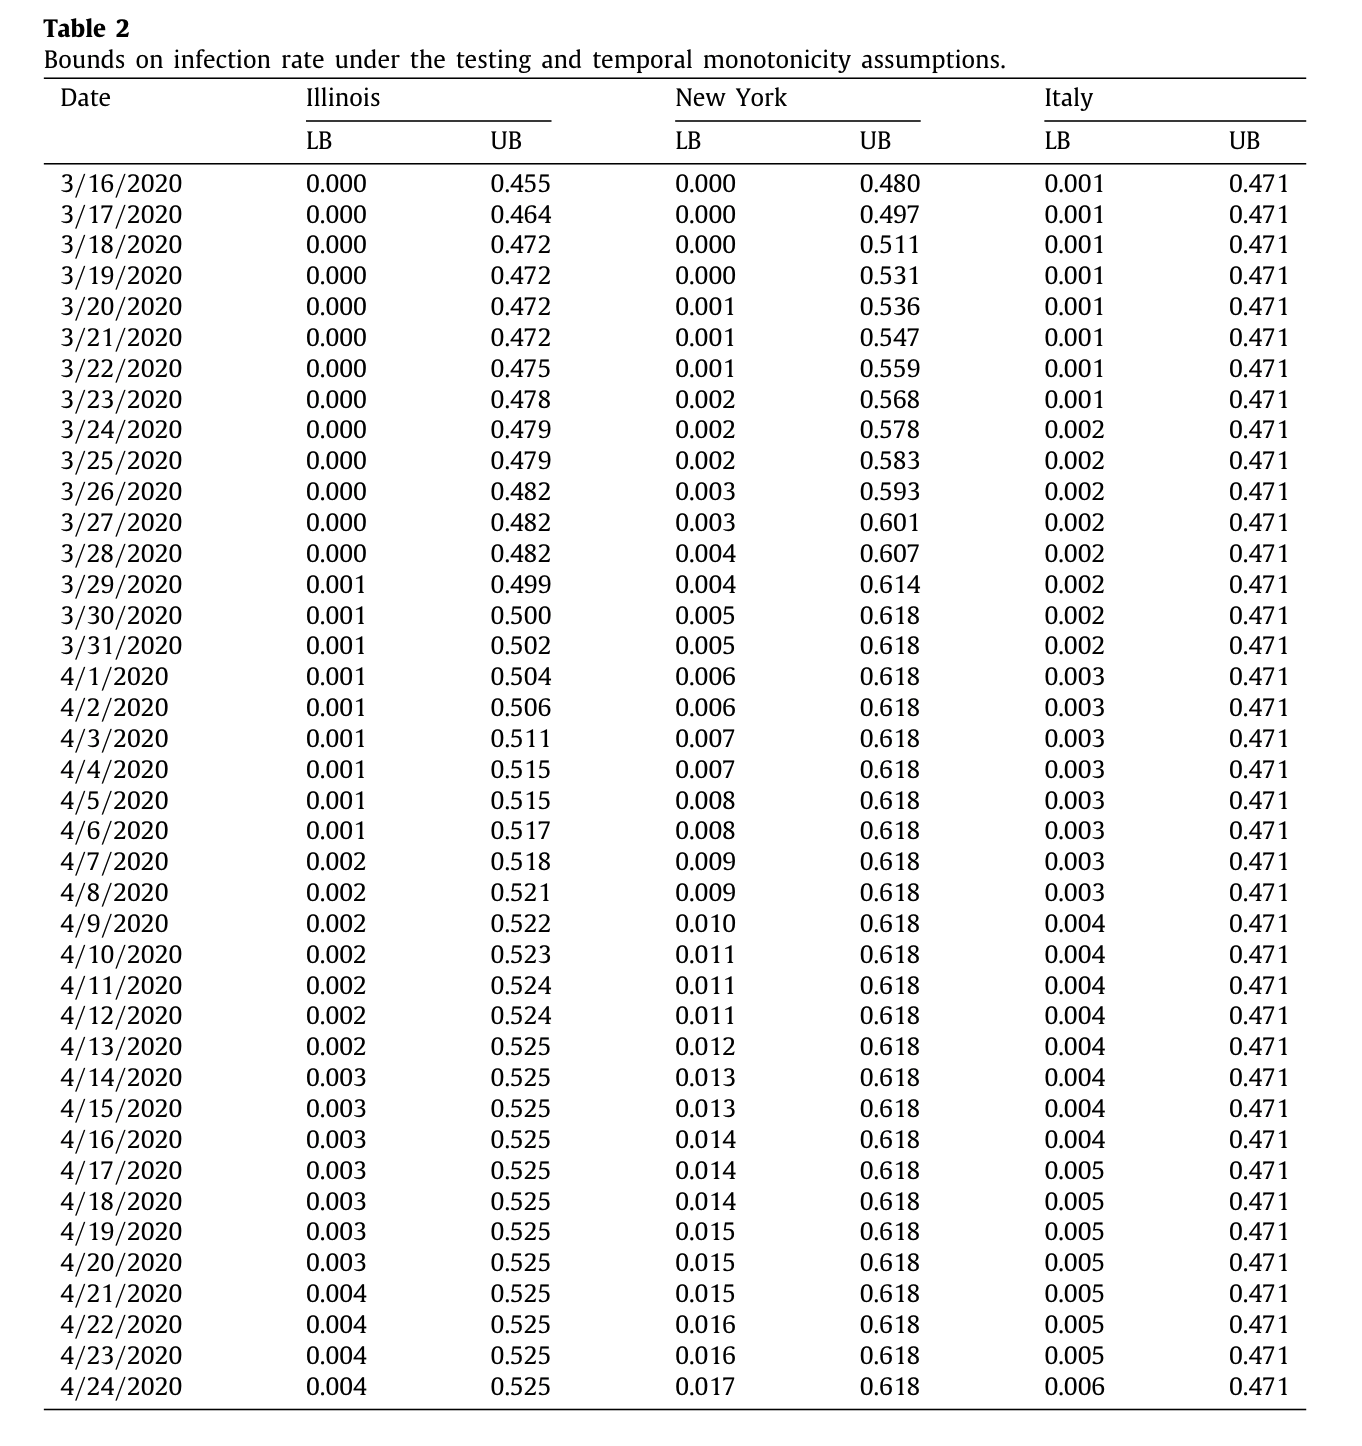 Table 2
Bounds on infection rate under the testing and temporal monotonicity assumptions.
Date Illinois New York Italy
LB UB LB UB LB UB
3/16/2020 0.000 0.455 0.000 0.480 0.001 0.471
3/17/2020 0.000 0.464 0.000 0.497 0.001 0.471
3/18/2020 0.000 0.472 0.000 0.511 0.001 0.471
3/19/2020 0.000 0.472 0.000 0.531 0.001 0.471
3/20/2020 0.000 0.472 0.001 0.536 0.001 0.471
3/21/2020 0.000 0.472 0.001 0.547 0.001 0.471
3/22/2020 0.000 0.475 0.001 0.559 0.001 0.471
3/23/2020 0.000 0.478 0.002 0.568 0.001 0.471
3/24/2020 0.000 0.479 0.002 0.578 0.002 0.471
3/25/2020 0.000 0.479 0.002 0.583 0.002 0.471
3/26/2020 0.000 0.482 0.003 0.593 0.002 0.471
3/27/2020 0.000 0.482 0.003 0.601 0.002 0.471
3/28/2020 0.000 0.482 0.004 0.607 0.002 0.471
3/29/2020 0.001 0.499 0.004 0.614 0.002 0.471
3/30/2020 0.001 0.500 0.005 0.618 0.002 0.471
3/31/2020 0.001 0.502 0.005 0.618 0.002 0.471
4/1/2020 0.001 0.504 0.006 0.618 0.003 0.471
4/2/2020 0.001 0.506 0.006 0.618 0.003 0.471
4/3/2020 0.001 0.511 0.007 0.618 0.003 0.471
4/4/2020 0.001 0.515 0.007 0.618 0.003 0.471
4/5/2020 0.001 0.515 0.008 0.618 0.003 0.471
4/6/2020 0.001 0.517 0.008 0.618 0.003 0.471
4/7/2020 0.002 0.518 0.009 0.618 0.003 0.471
4/8/2020 0.002 0.521 0.009 0.618 0.003 0.471
4/9/2020 0.002 0.522 0.010 0.618 0.004 0.471
4/10/2020 0.002 0.523 0.011 0.618 0.004 0.471
4/11/2020 0.002 0.524 0.011 0.618 0.004 0.471
4/12/2020 0.002 0.524 0.011 0.618 0.004 0.471
4/13/2020 0.002 0.525 0.012 0.618 0.004 0.471
4/14/2020 0.003 0.525 0.013 0.618 0.004 0.471
4/15/2020 0.003 0.525 0.013 0.618 0.004 0.471
4/16/2020 0.003 0.525 0.014 0.618 0.004 0.471
4/17/2020 0.003 0.525 0.014 0.618 0.005 0.471
4/18/2020 0.003 0.525 0.014 0.618 0.005 0.471
4/19/2020 0.003 0.525 0.015 0.618 0.005 0.471
4/20/2020 0.003 0.525 0.015 0.618 0.005 0.471
4/21/2020 0.004 0.525 0.015 0.618 0.005 0.471
4/22/2020 0.004 0.525 0.016 0.618 0.005 0.471
4/23/2020 0.004 0.525 0.016 0.618 0.005 0.471
4/24/2020 0.004 0.525 0.017 0.618 0.006 0.471